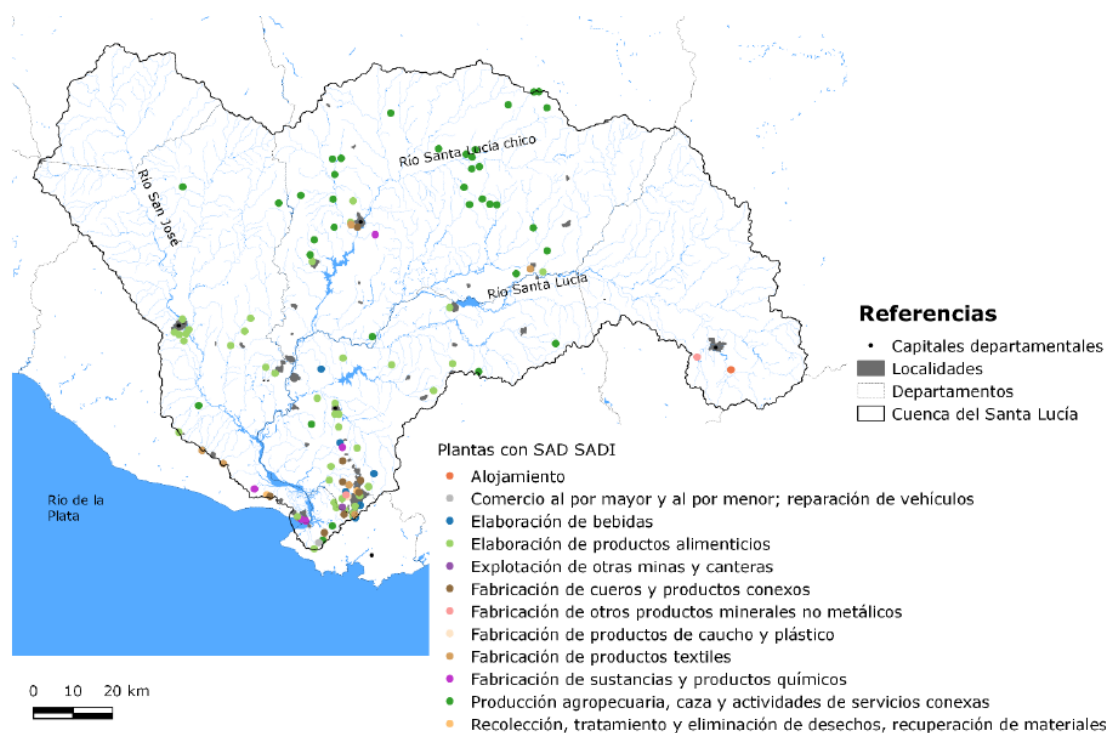 Río Santa Lucía chico
Río San José
Río Santa Lucía
Río de la
Plata
0 10 20 km
Referencias
Capitales departamentales
Localidades
Departamentos
Cuenca del Santa Lucía
Plantas con SAD SADI
Alojamiento
Comercio al por mayor y al por menor; reparación de vehículos
Elaboración de bebidas
Elaboración de productos alimenticios
Explotación de otras minas y canteras
Fabricación de cueros y productos conexos
Fabricación de otros productos minerales no metálicos
Fabricación de productos de caucho y plástico
Fabricación de productos textiles
Fabricación de sustancias y productos químicos
Producción agropecuaria, caza y actividades de servicios conexas
Recolección, tratamiento y eliminación de desechos, recuperación de materiales